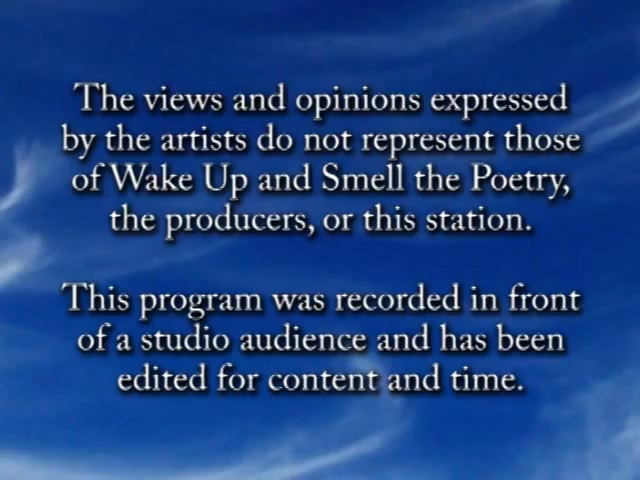 The views and opinions expressed
by the artists do not represent those
of Wake Up and Smell the Poetry,
the producers, or this station.
This program was recorded in front
of a studio audience and has been
edited for content and time.